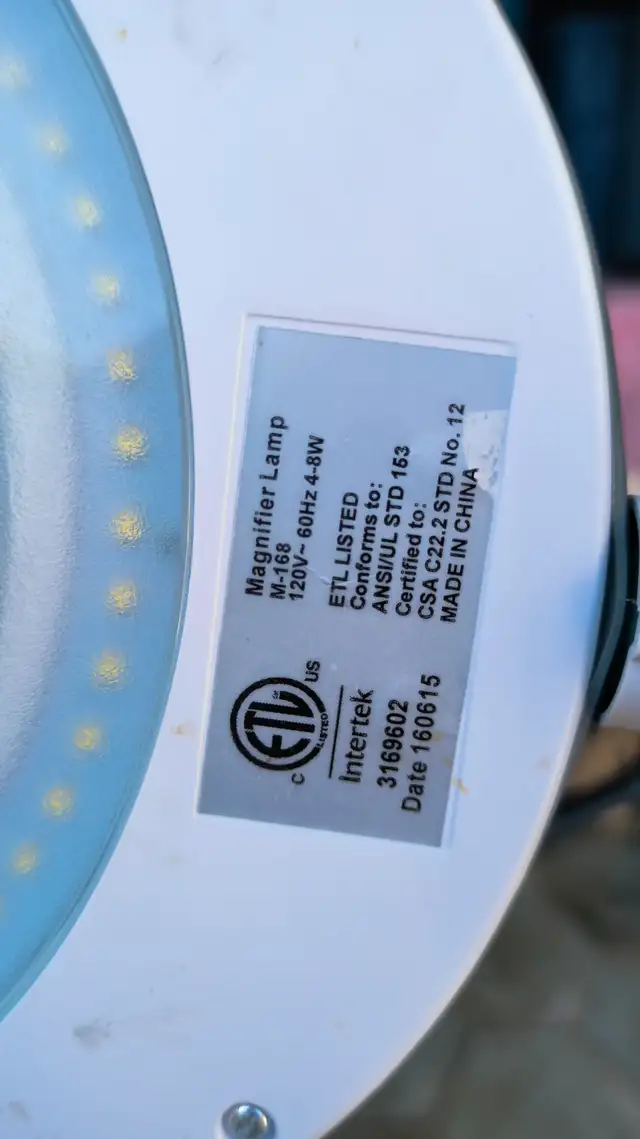 Magnifier Lamp
M-168
120V~ 60Hz 4-8W
ETL LISTED
Conforms to:
ANSI/UL STD 153
Certified to:
CSA C22.2 STD No. 12
MADE IN CHINA
C ETL LISTED US
Intertek
3169602
Date 160615